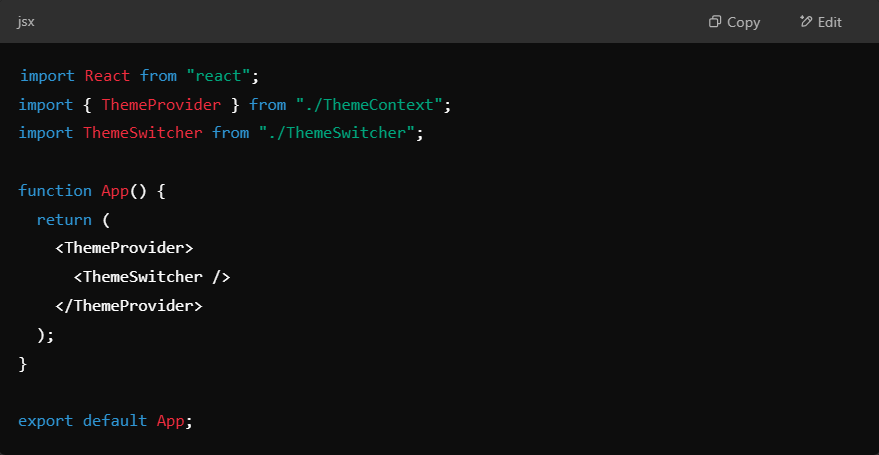 jsx
Copy
Edit
import React from "react";
import { ThemeProvider } from "./ThemeContext";
import ThemeSwitcher from "./ThemeSwitcher";
function App() {
  return (
    <ThemeProvider>
      <ThemeSwitcher />
    </ThemeProvider>
  );
}
export default App;